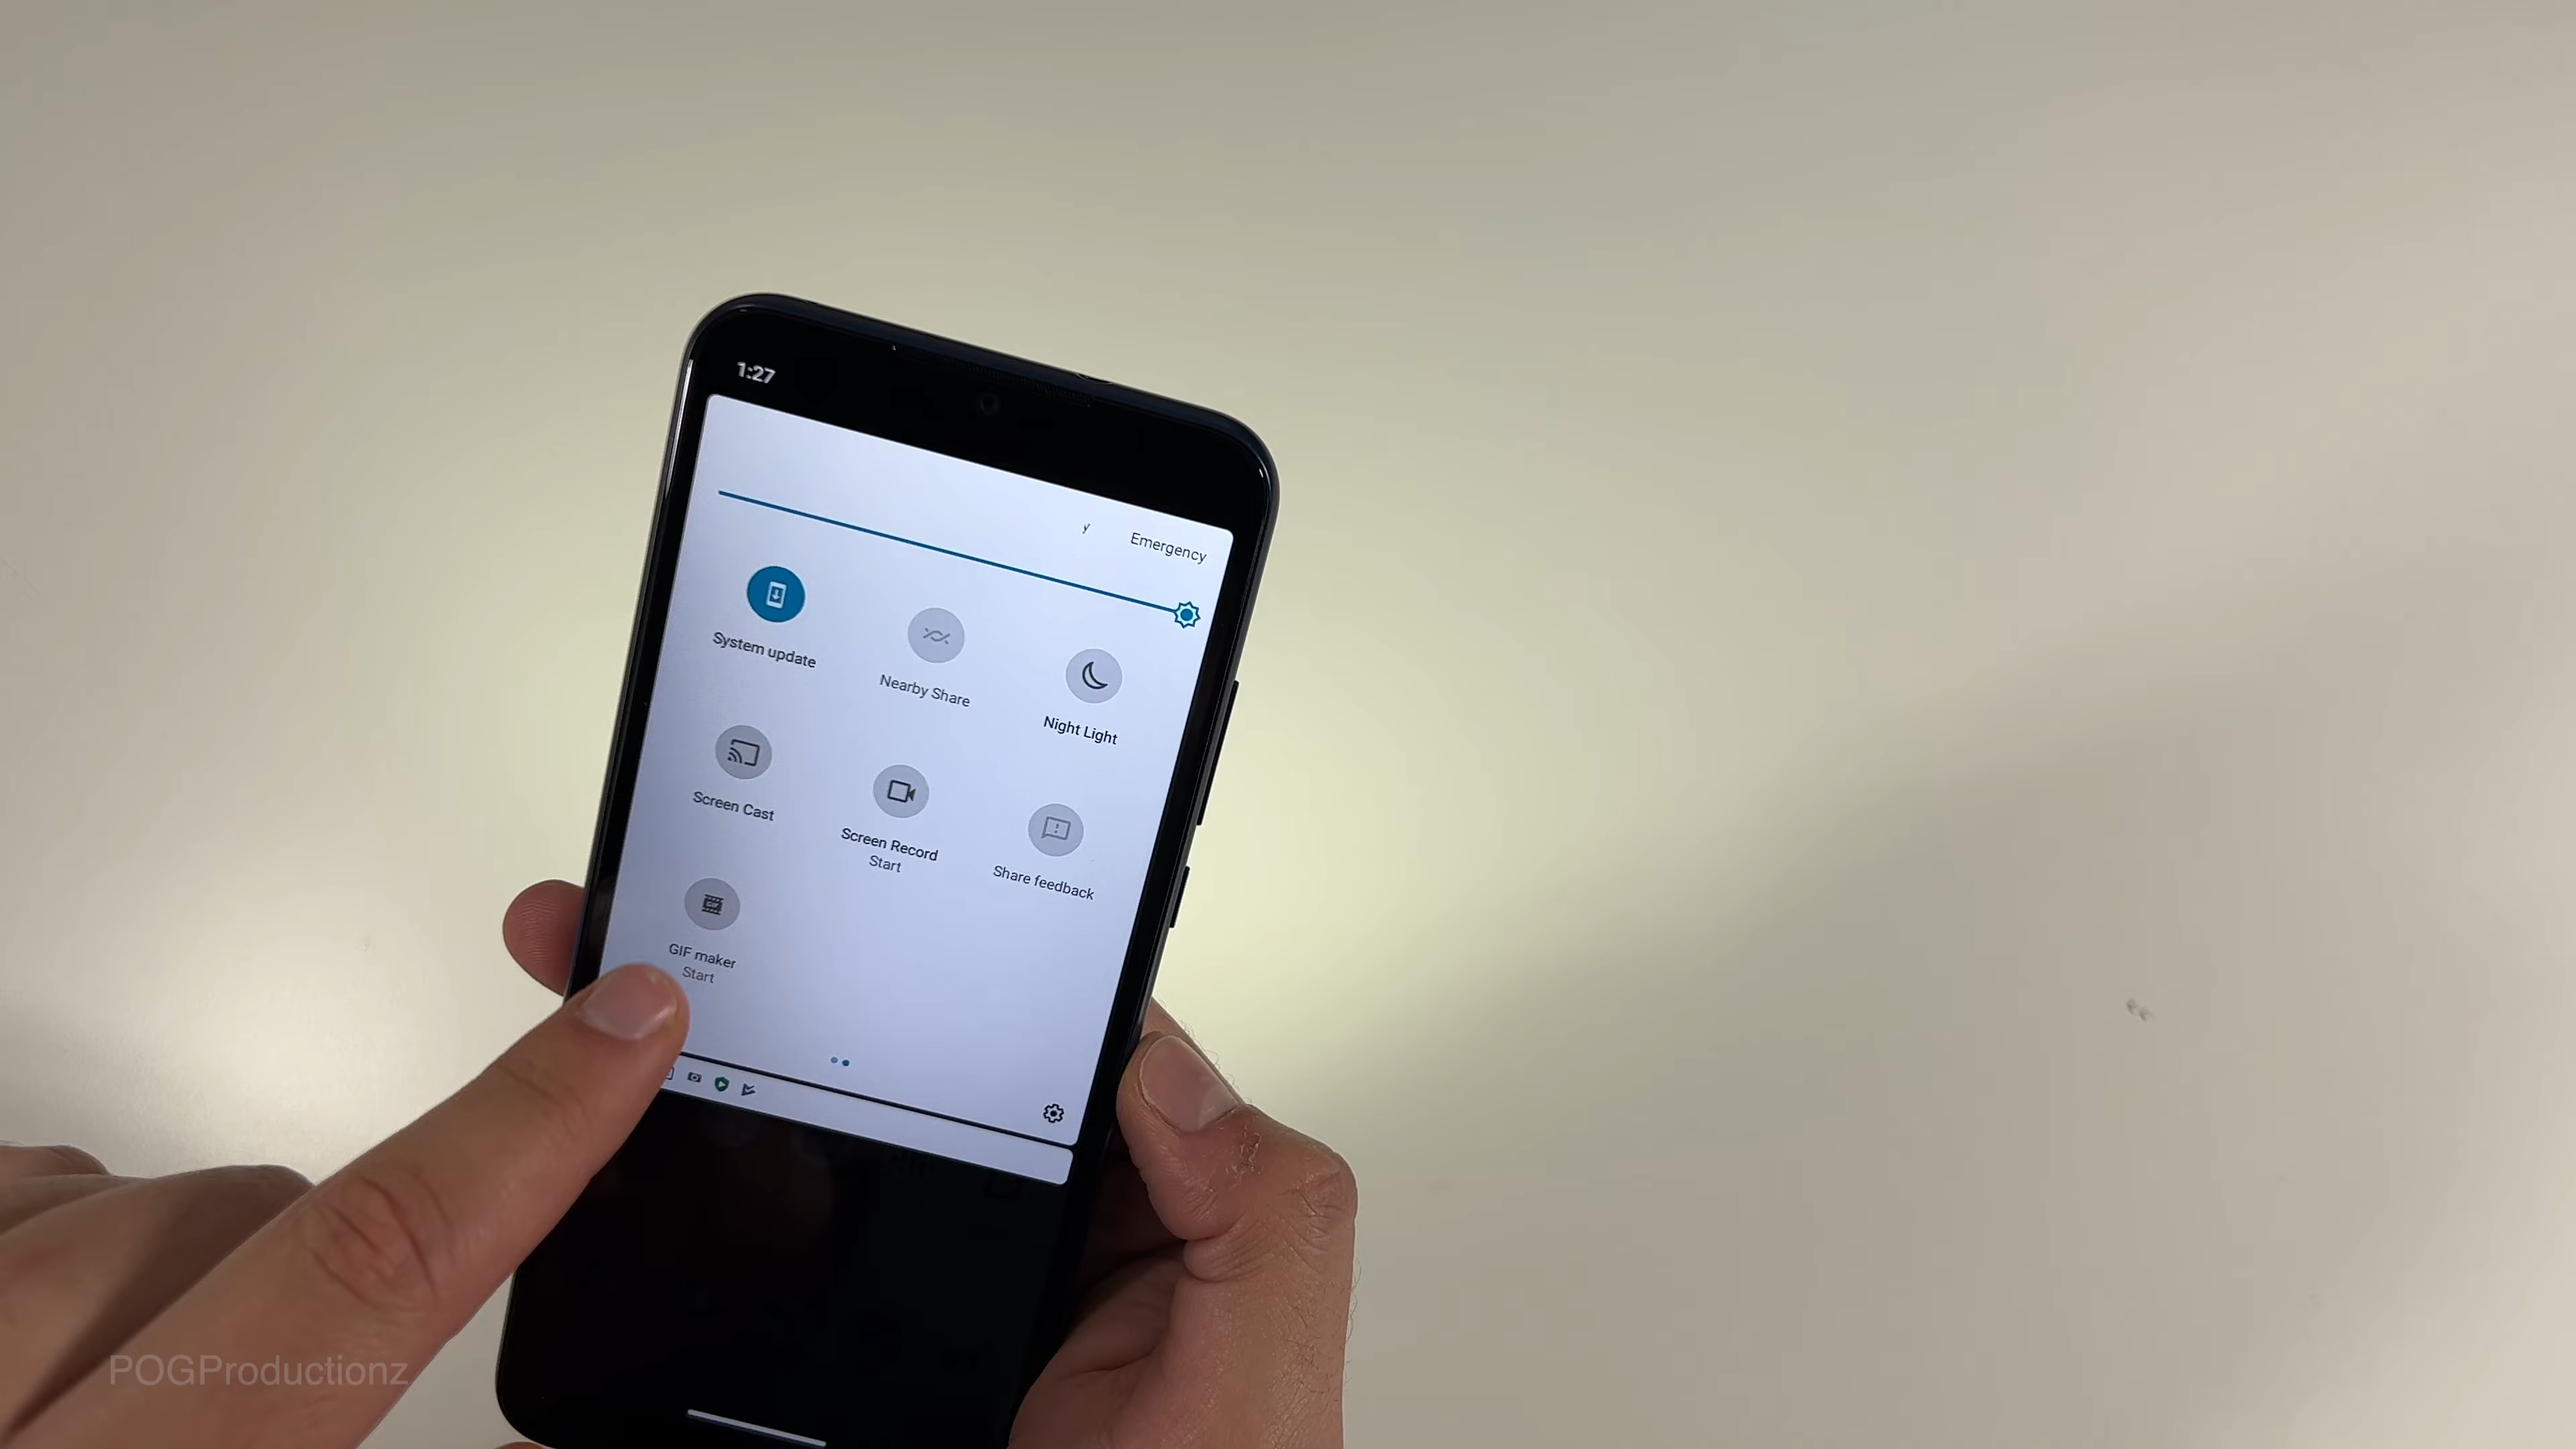 1:27
y
Emergency
System update
Nearby Share
Night Light
Screen Cast
Screen Record
Start
Share feedback
GIF maker
Start
POGProductionz